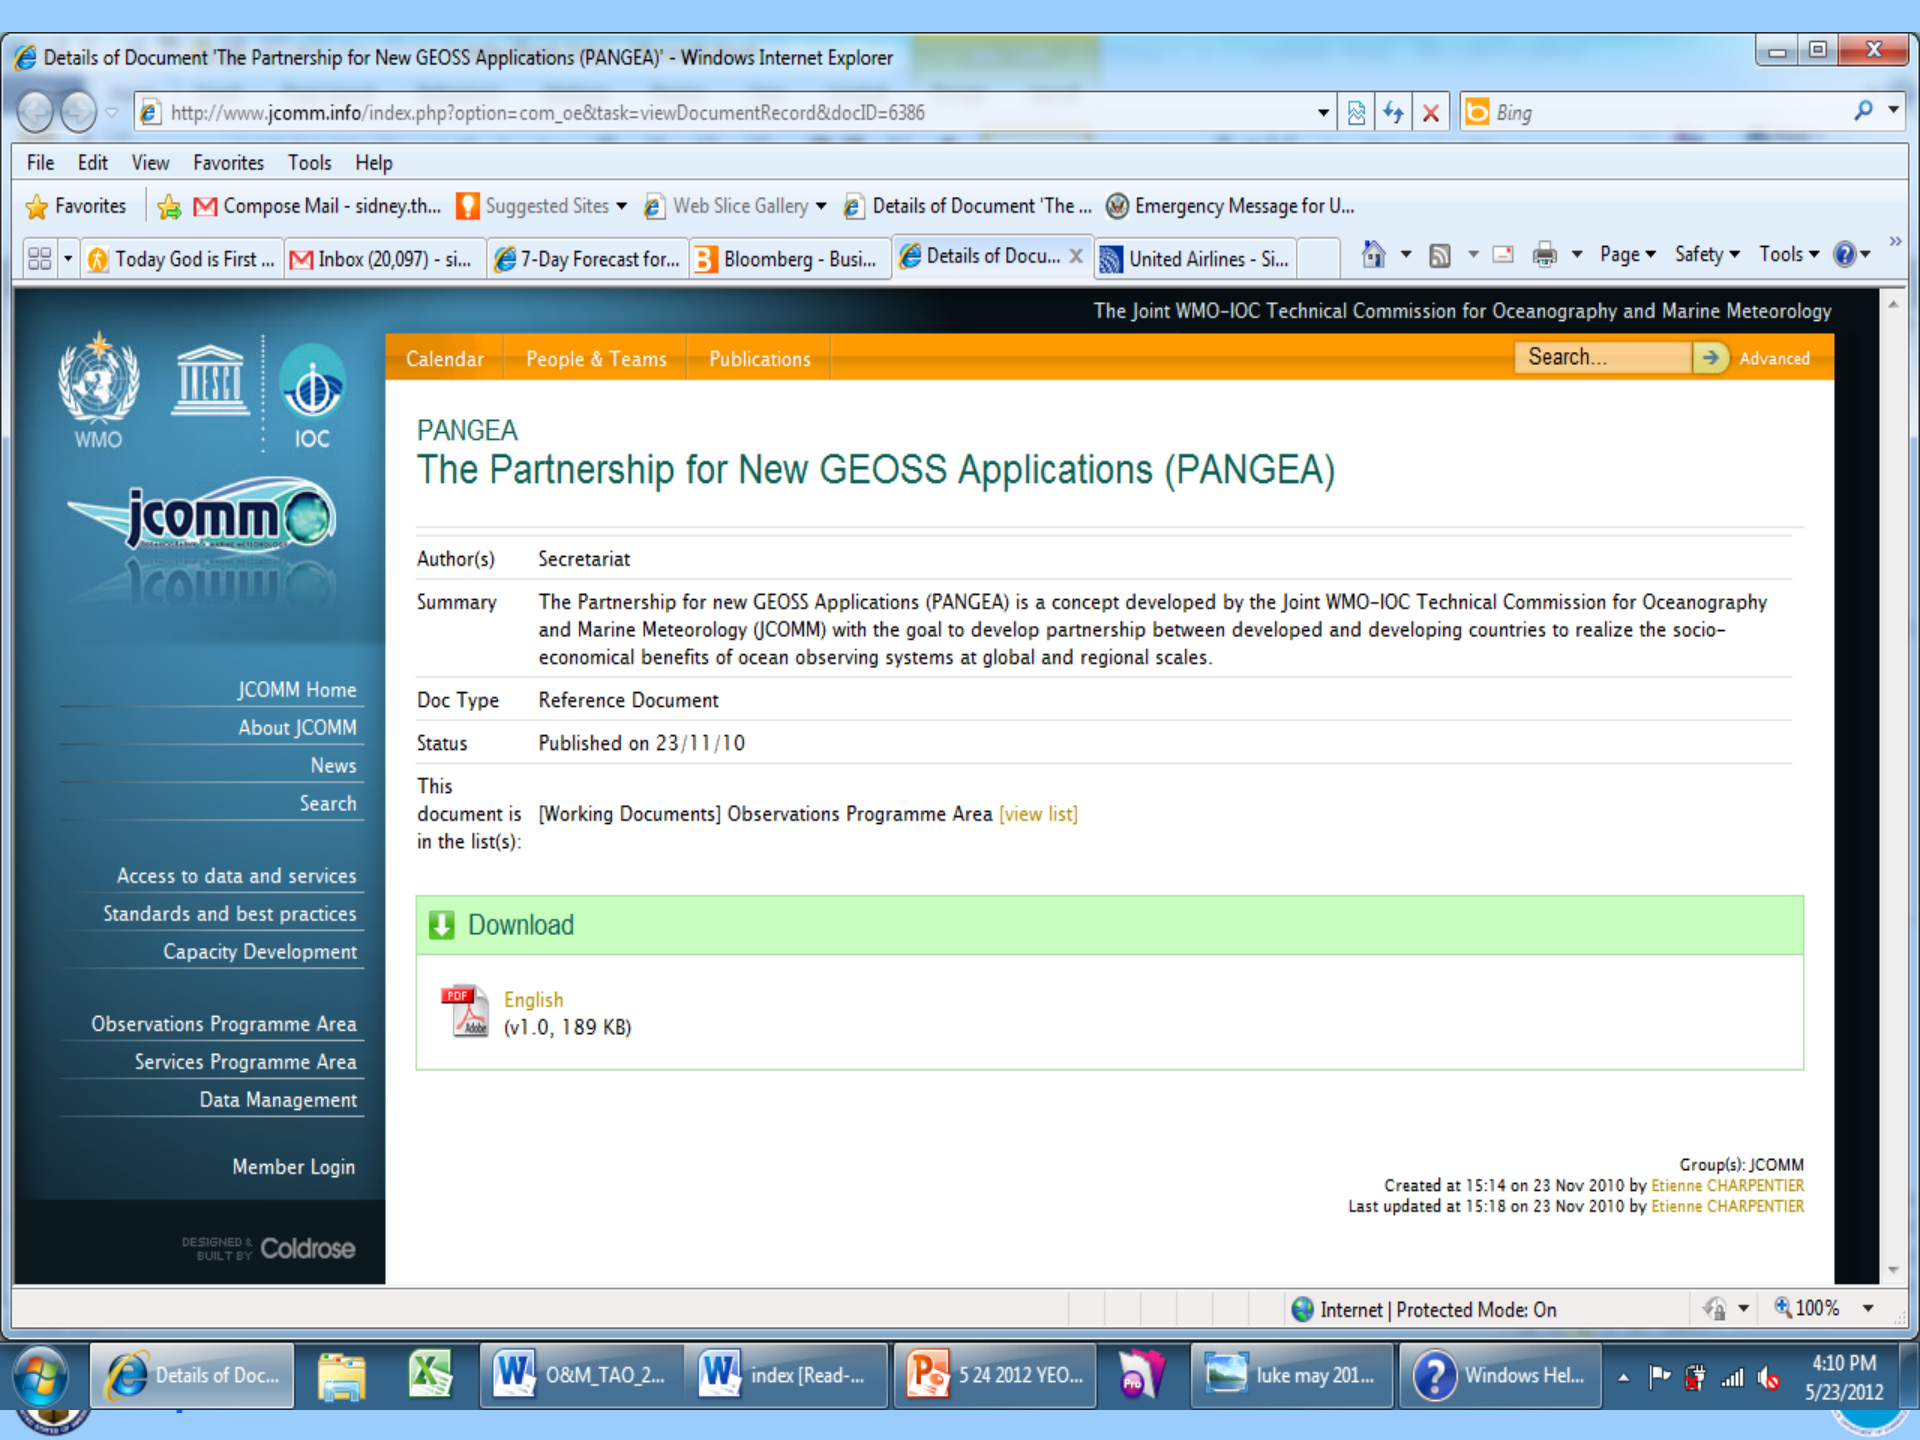 Details of Document 'The Partnership for New GEOSS Applications (PANGEA)' - Windows Internet Explorer
http://www.jcomm.info/index.php?option=com_oe&task=viewDocumentRecord&docID=6386
Bing
File Edit View Favorites Tools Help
Favorites Compose Mail - sidney.th... Suggested Sites Web Slice Gallery Details of Document 'The ... Emergency Message for U...
Today God is First ... Inbox (20,097) - si... 7-Day Forecast for... Bloomberg - Busi... Details of Docu... X United Airlines - Si... Page Safety Tools
The Joint WMO-IOC Technical Commission for Oceanography and Marine Meteorology
Calendar People & Teams Publications Search... Advanced
UNESCO
WMO IOC
jcomm
PANGEA
The Partnership for New GEOSS Applications (PANGEA)
Author(s) Secretariat
Summary The Partnership for new GEOSS Applications (PANGEA) is a concept developed by the Joint WMO-IOC Technical Commission for Oceanography
and Marine Meteorology (JCOMM) with the goal to develop partnership between developed and developing countries to realize the socio-
economical benefits of ocean observing systems at global and regional scales.
Doc Type Reference Document
Status Published on 23/11/10
This
document is [Working Documents] Observations Programme Area [view list]
in the list(s):
Download
PDF
Adobe
English
(v1.0, 189 KB)
Group(s): JCOMM
Created at 15:14 on 23 Nov 2010 by Etienne CHARPENTIER
Last updated at 15:18 on 23 Nov 2010 by Etienne CHARPENTIER
JCOMM Home
About JCOMM
News
Search
Access to data and services
Standards and best practices
Capacity Development
Observations Programme Area
Services Programme Area
Data Management
Member Login
DESIGNED & BUILT BY Coldrose
Internet | Protected Mode: On 100%
Details of Doc... O&M_TAO_2... index [Read-... 5 24 2012 YEO... Pro luke may 201... Windows Hel... 4:10 PM
5/23/2012